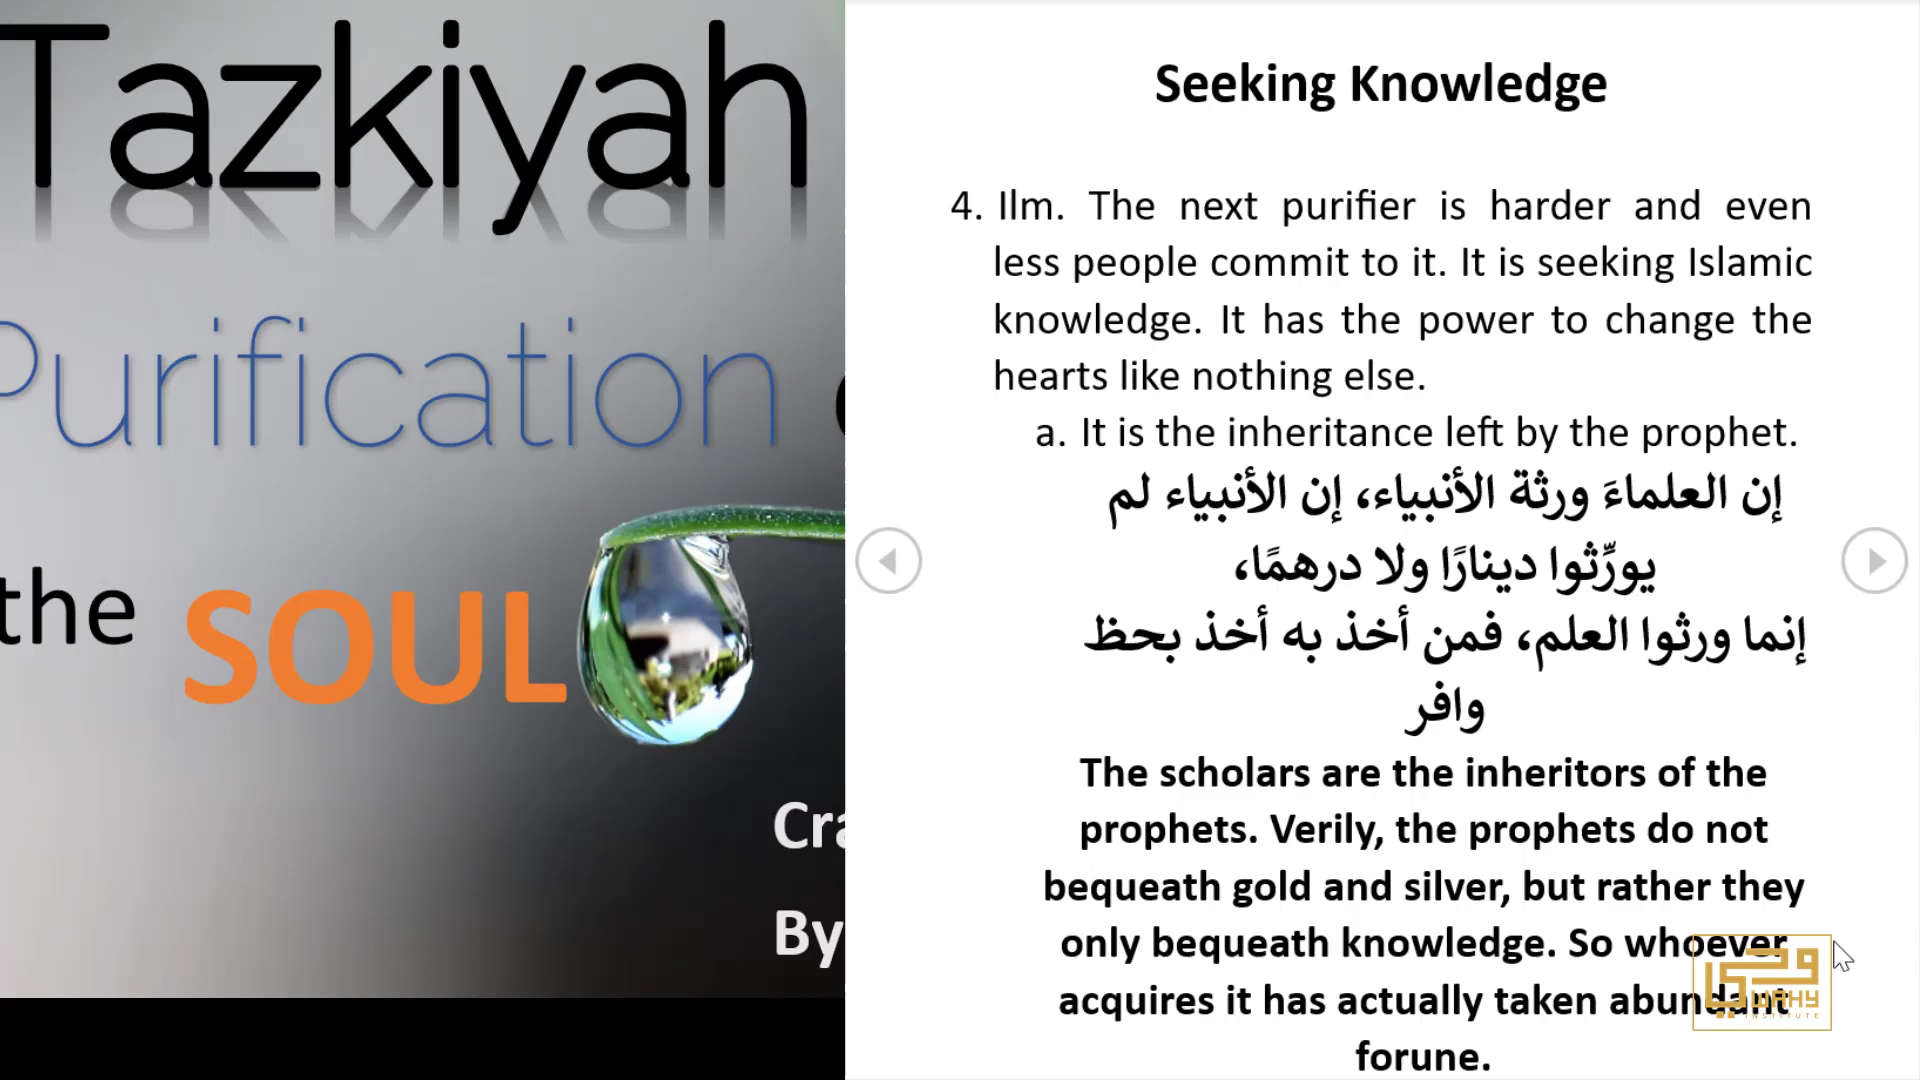 Tazkiyah
Purification
the SOUL
By
Seeking Knowledge
4. Ilm. The next purifier is harder and even
less people commit to it. It is seeking Islamic
knowledge. It has the power to change the
hearts like nothing else.
a. It is the inheritance left by the prophet.
إن العلماءَ ورثة الأنبياء، إن الأنبياء لم
يورِّثوا دينارًا ولا درهمًا،
إنما ورثوا العلم، فمن أخذ به أخذ بحظ
وافر
The scholars are the inheritors of the
prophets. Verily, the prophets do not
bequeath gold and silver, but rather they
only bequeath knowledge. So whoever
acquires it has actually taken abundant
forune.
وحي
WAHY
INSTITUTE